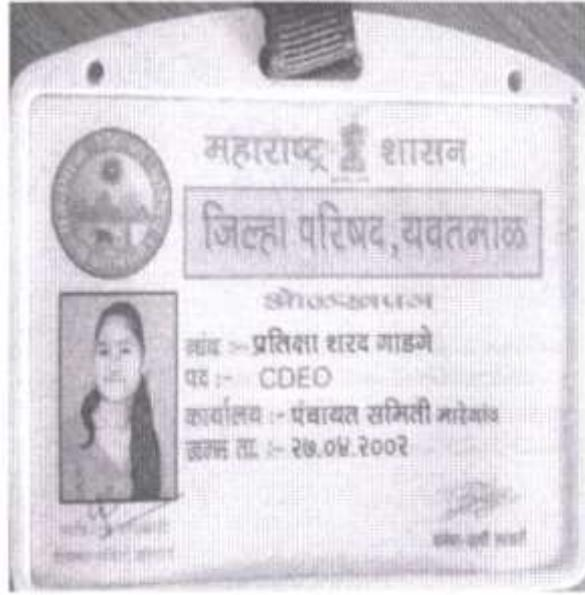 महाराष्ट्र शासन
जिल्हा परिषद,यवतमाळ
ओळखपत्र
नांव :- प्रतिक्षा शरद गाडगे
पद :- CDEO
कार्यालय :- पंचायत समिती मारेगांव
जन्म ता. :- २७.०४.२००२